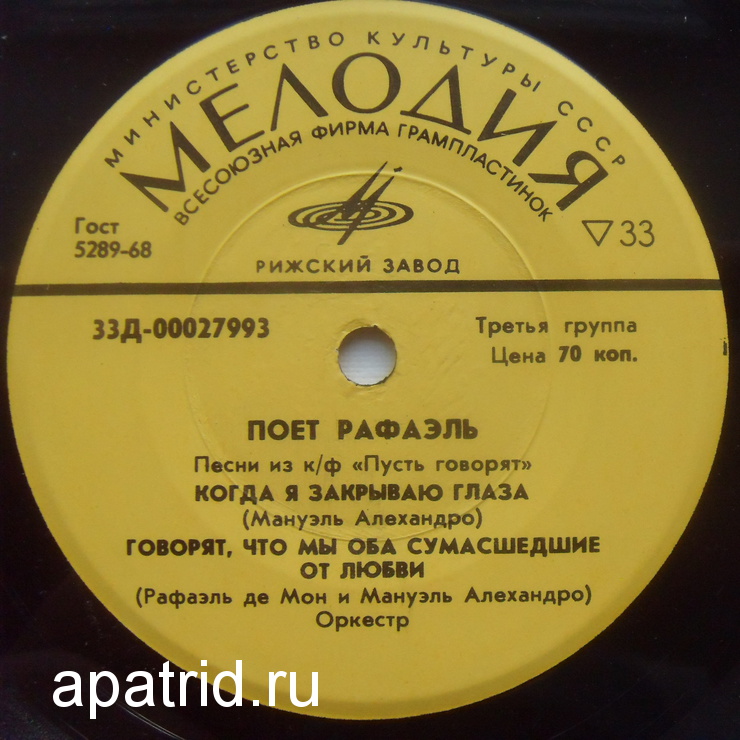 МИНИСТЕРСТВО КУЛЬТУРЫ СССР
МЕЛОДИЯ
ВСЕСОЮЗНАЯ ФИРМА ГРАМПЛАСТИНОК
Гост
5289-68
33
РИЖСКИЙ ЗАВОД
33Д-00027993
Третья группа
Цена 70 коп.
ПОЕТ РАФАЭЛЬ
Песни из к/ф «Пусть говорят»
КОГДА Я ЗАКРЫВАЮ ГЛАЗА
(Мануэль Алехандро)
ГОВОРЯТ, ЧТО МЫ ОБА СУМАСШЕДШИЕ
ОТ ЛЮБВИ
(Рафаэль де Мон и Мануэль Алехандро)
Оркестр
apatrid.ru